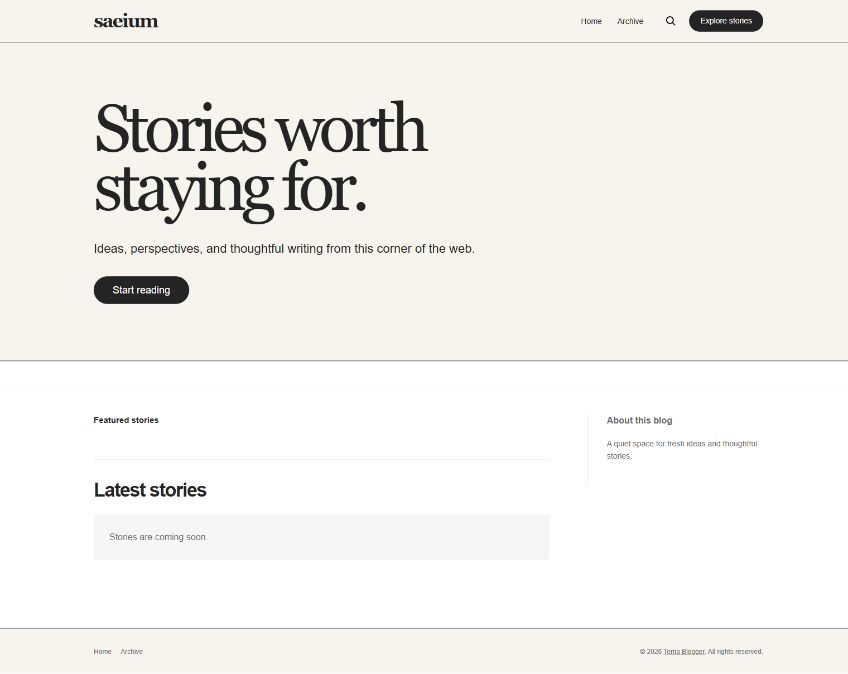 saeium
Home
Archive
Explore stories
Stories worth
staying for.
Ideas, perspectives, and thoughtful writing from this corner of the web.
Start reading
Featured stories
Latest stories
Stories are coming soon.
About this blog
A quiet space for fresh ideas and thoughtful
stories.
Home
Archive
© 2026 Tema Blogger. All rights reserved.